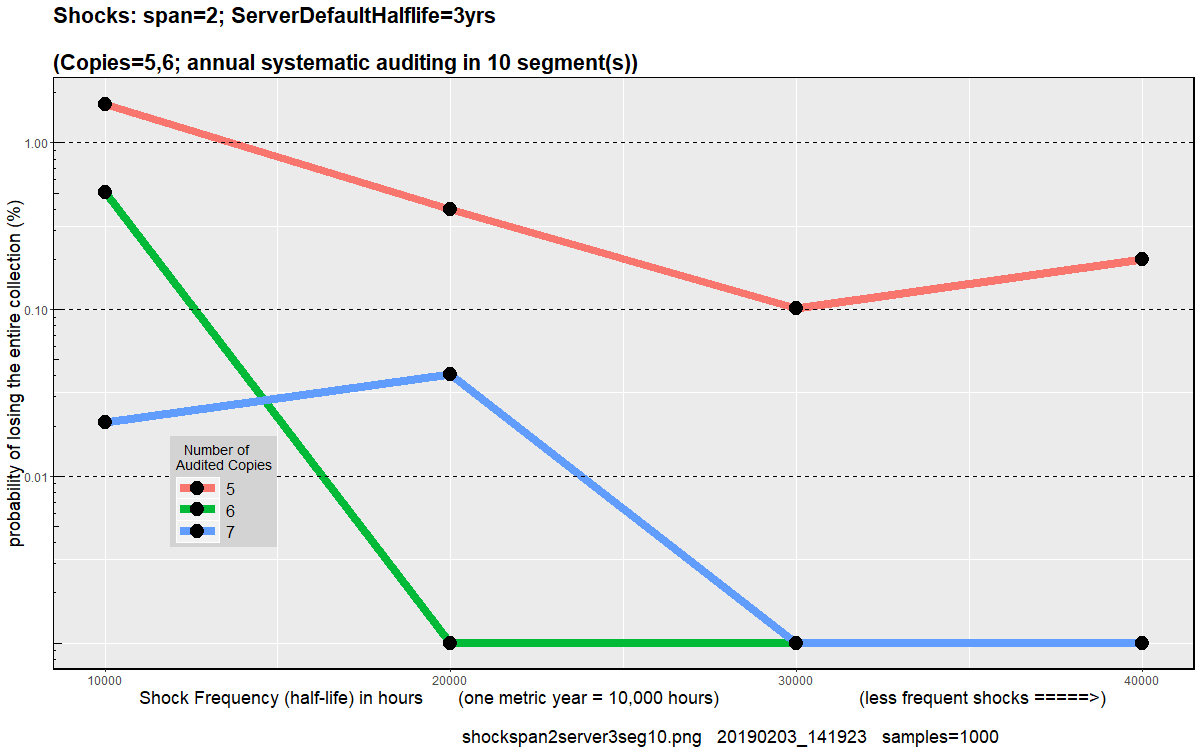 Shocks: span=2; ServerDefaultHalflife=3yrs
(Copies=5,6; annual systematic auditing in 10 segment(s))
probability of losing the entire collection (%)
1.00
0.10
0.01
Number of
Audited Copies
5
6
7
10000 20000 30000 40000
Shock Frequency (half-life) in hours (one metric year = 10,000 hours) (less frequent shocks =====>)
shockspan2server3seg10.png 20190203_141923 samples=1000